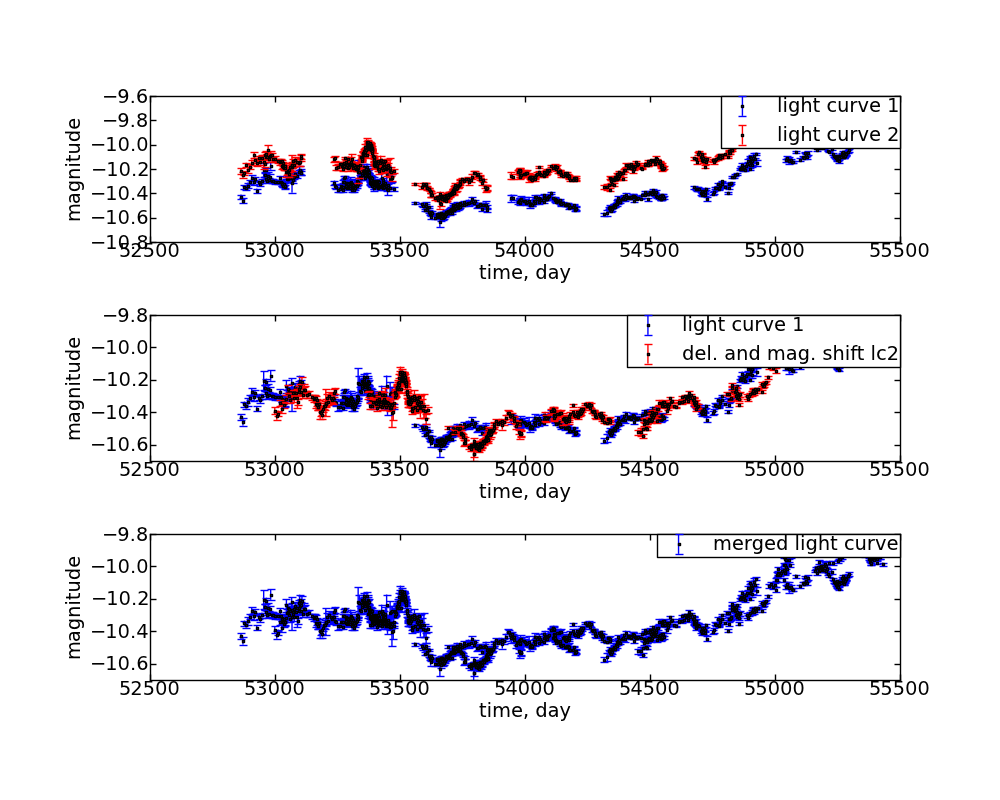 −9.6
light curve 1
−9.8
light curve 2
−10.0
−10.2
−10.4
−10.6
−10.8
magnitude
52500 53000 53500 54000 54500 55000 55500
time, day
−9.8
light curve 1
−10.0
del. and mag. shift lc2
−10.2
−10.4
−10.6
magnitude
52500 53000 53500 54000 54500 55000 55500
time, day
−9.8
merged light curve
−10.0
−10.2
−10.4
−10.6
magnitude
52500 53000 53500 54000 54500 55000 55500
time, day